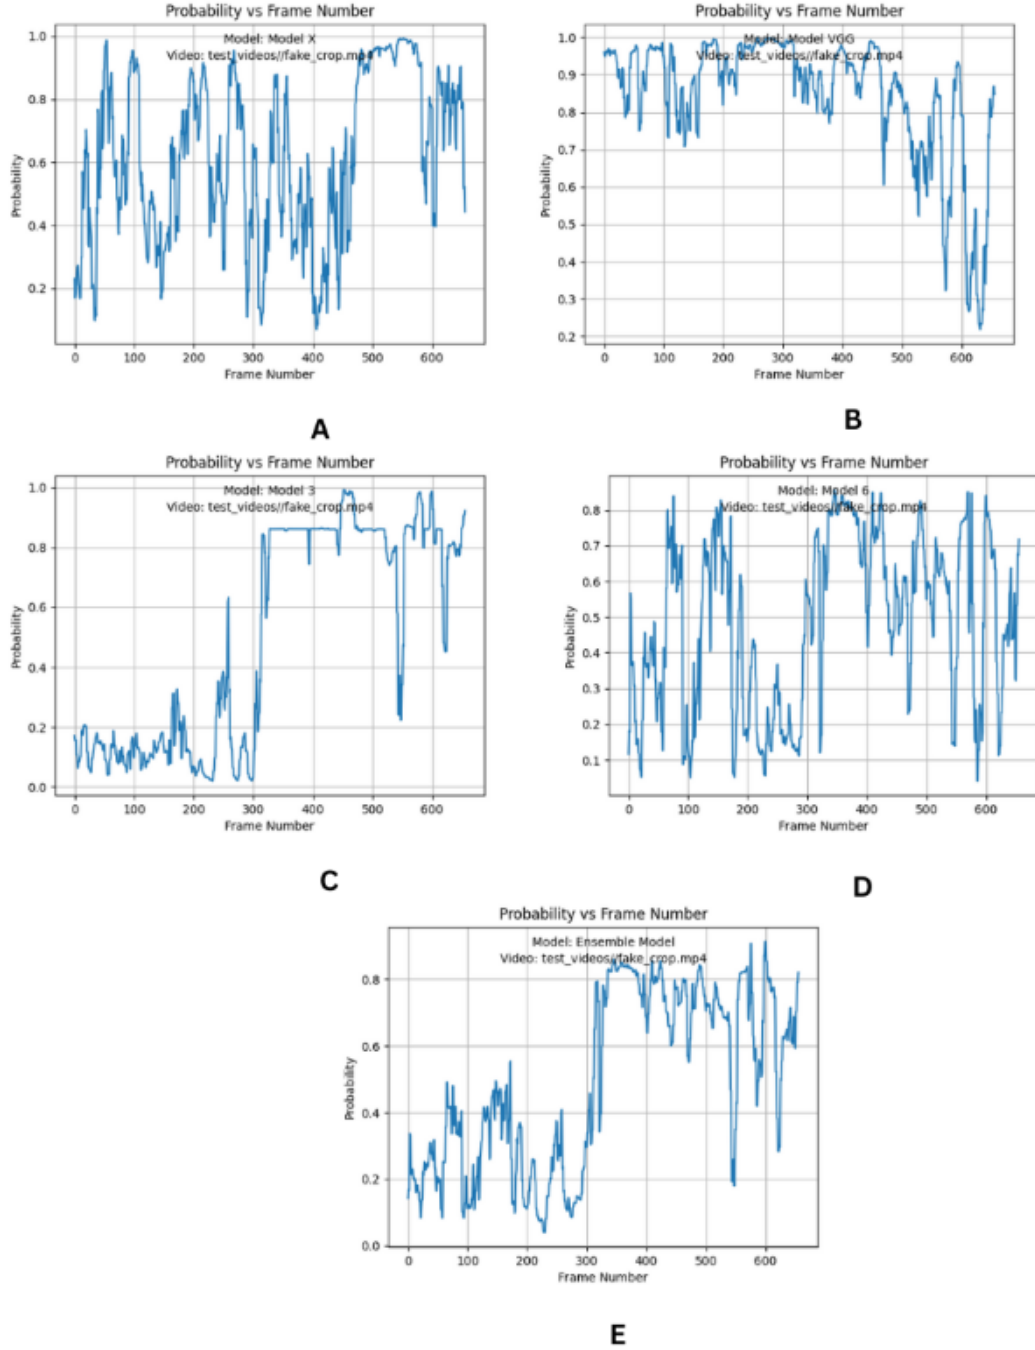 Probability vs Frame Number
Model: Model X
Video: test_videos//fake_crop.mp4
1.0
0.8
0.6
0.4
0.2
Probability
0 100 200 300 400 500 600
Frame Number
A
Probability vs Frame Number
Model: Model VGG
Video: test_videos//fake_crop.mp4
1.0
0.9
0.8
0.7
0.6
0.5
0.4
0.3
0.2
Probability
0 100 200 300 400 500 600
Frame Number
B
Probability vs Frame Number
Model: Model 3
Video: test_videos//fake_crop.mp4
1.0
0.8
0.6
0.4
0.2
0.0
Probability
0 100 200 300 400 500 600
Frame Number
C
Probability vs Frame Number
Model: Model 6
Video: test_videos//fake_crop.mp4
0.8
0.7
0.6
0.5
0.4
0.3
0.2
0.1
Probability
0 100 200 300 400 500 600
Frame Number
D
Probability vs Frame Number
Model: Ensemble Model
Video: test_videos//fake_crop.mp4
0.8
0.6
0.4
0.2
0.0
Probability
0 100 200 300 400 500 600
Frame Number
E